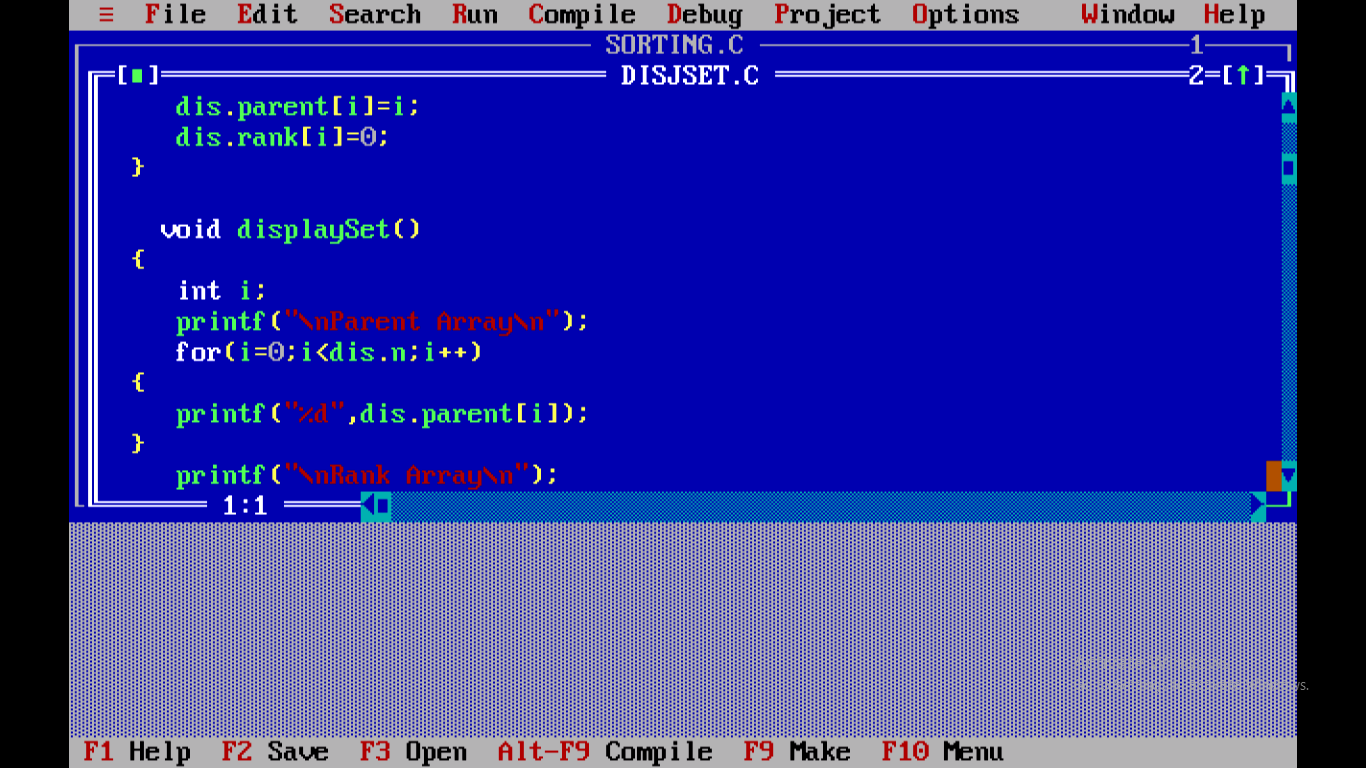 ≡ File Edit Search Run Compile Debug Project Options Window Help
SORTING.C 1
[■] DISJSET.C 2=[↑]
dis.parent[i]=i;
dis.rank[i]=0;
}
void displaySet()
{
int i;
printf("\nParent Array\n");
for(i=0;i<dis.n;i++)
{
printf("%d",dis.parent[i]);
}
printf("\nRank Array\n");
1:1
F1 Help F2 Save F3 Open Alt-F9 Compile F9 Make F10 Menu